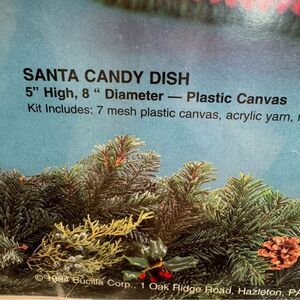 SANTA CANDY DISH
5" High, 8 " Diameter — Plastic Canvas
Kit Includes: 7 mesh plastic canvas, acrylic yarn,
© 1994 Bucilla Corp., 1 Oak Ridge Road, Hazleton, PA